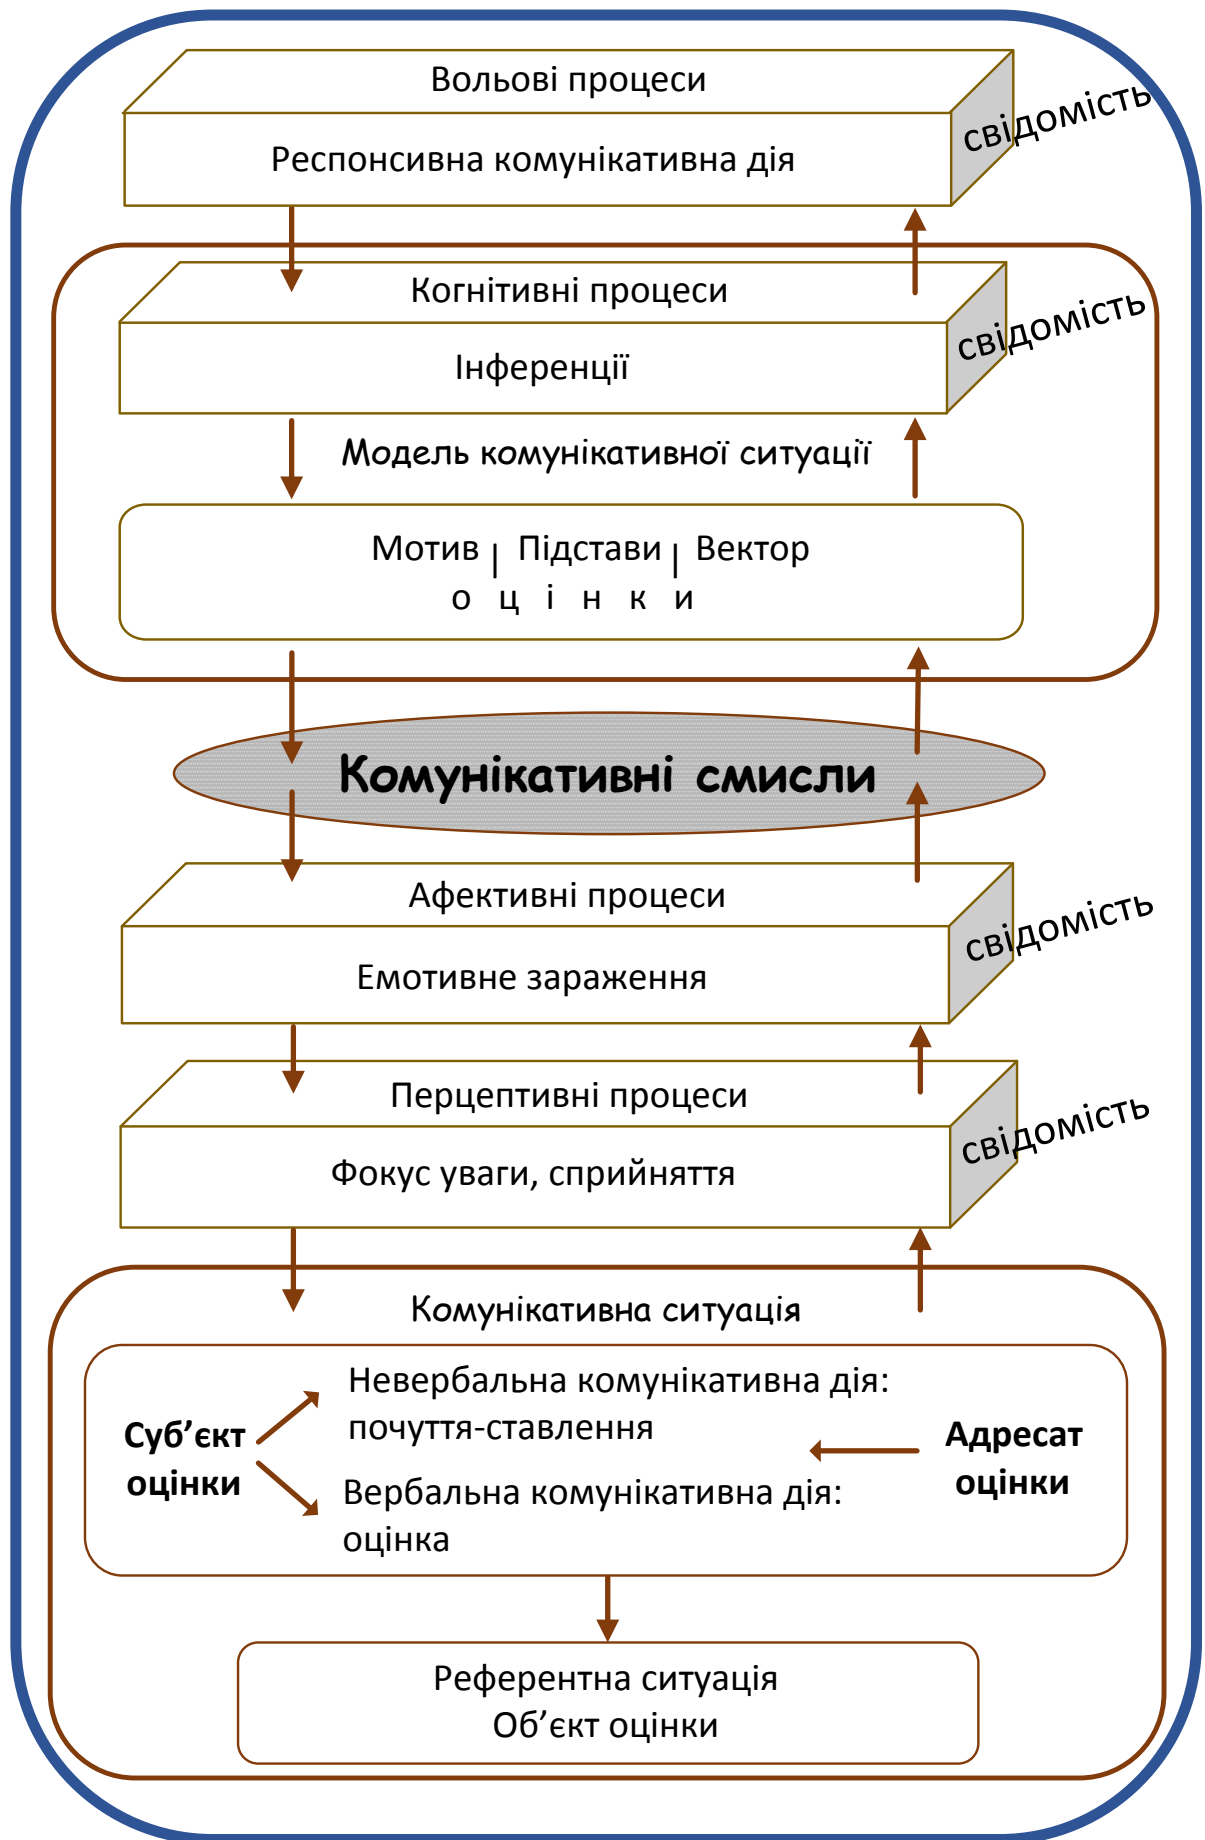 Вольові процеси
свідомість
Респонсивна комунікативна дія
Когнітивні процеси
свідомість
Інференції
Модель комунікативної ситуації
Мотив | Підстави | Вектор
о ц і н к и
Комунікативні смисли
Афективні процеси
свідомість
Емотивне зараження
Перцептивні процеси
свідомість
Фокус уваги, сприйняття
Комунікативна ситуація
Суб’єкт
оцінки
Невербальна комунікативна дія:
почуття-ставлення
Вербальна комунікативна дія:
оцінка
Адресат
оцінки
Референтна ситуація
Об’єкт оцінки